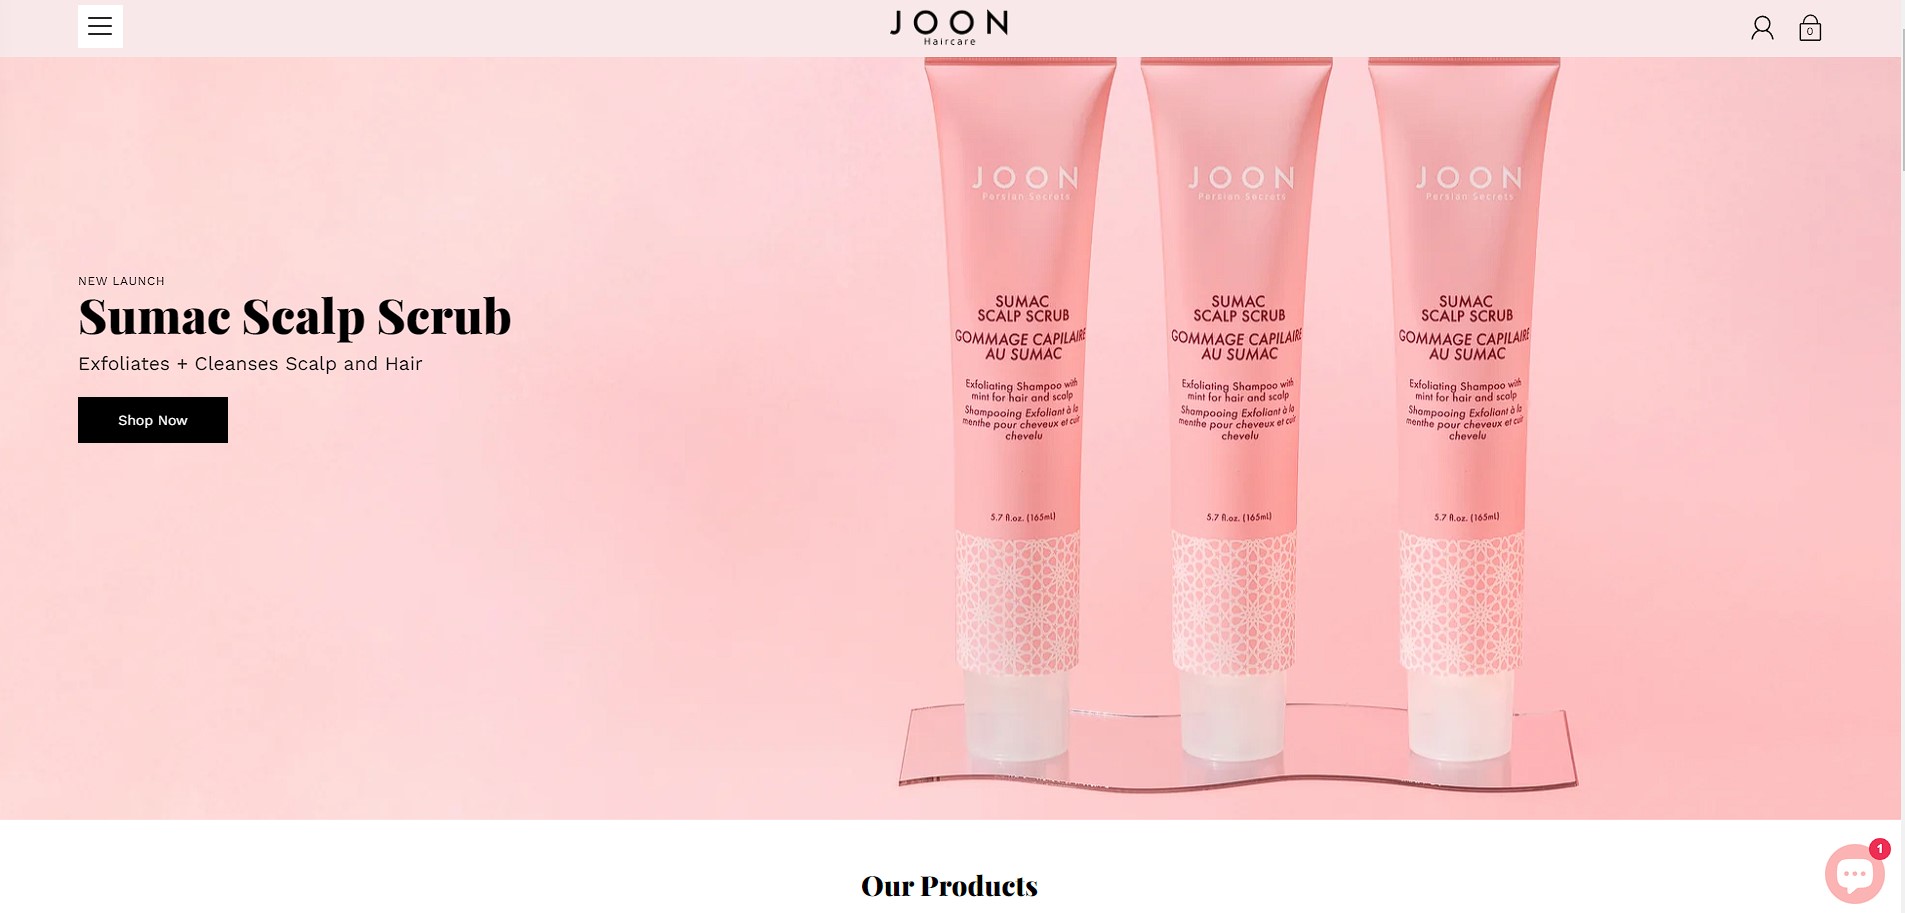 JOON
Haircare
0
NEW LAUNCH
Sumac Scalp Scrub
Exfoliates + Cleanses Scalp and Hair
Shop Now
JOON
Persian Secrets
SUMAC
SCALP SCRUB
GOMMAGE CAPILAIRE
AU SUMAC
Exfoliating Shampoo with
mint for hair and scalp
Shampooing Exfoliant à la
menthe pour cheveux et cuir
chevelu
5.7 fl.oz. (165mL)
JOON
Persian Secrets
SUMAC
SCALP SCRUB
GOMMAGE CAPILAIRE
AU SUMAC
Exfoliating Shampoo with
mint for hair and scalp
Shampooing Exfoliant à la
menthe pour cheveux et cuir
chevelu
5.7 fl.oz. (165mL)
JOON
Persian Secrets
SUMAC
SCALP SCRUB
GOMMAGE CAPILAIRE
AU SUMAC
Exfoliating Shampoo with
mint for hair and scalp
Shampooing Exfoliant à la
menthe pour cheveux et cuir
chevelu
5.7 fl.oz. (165mL)
Our Products
1